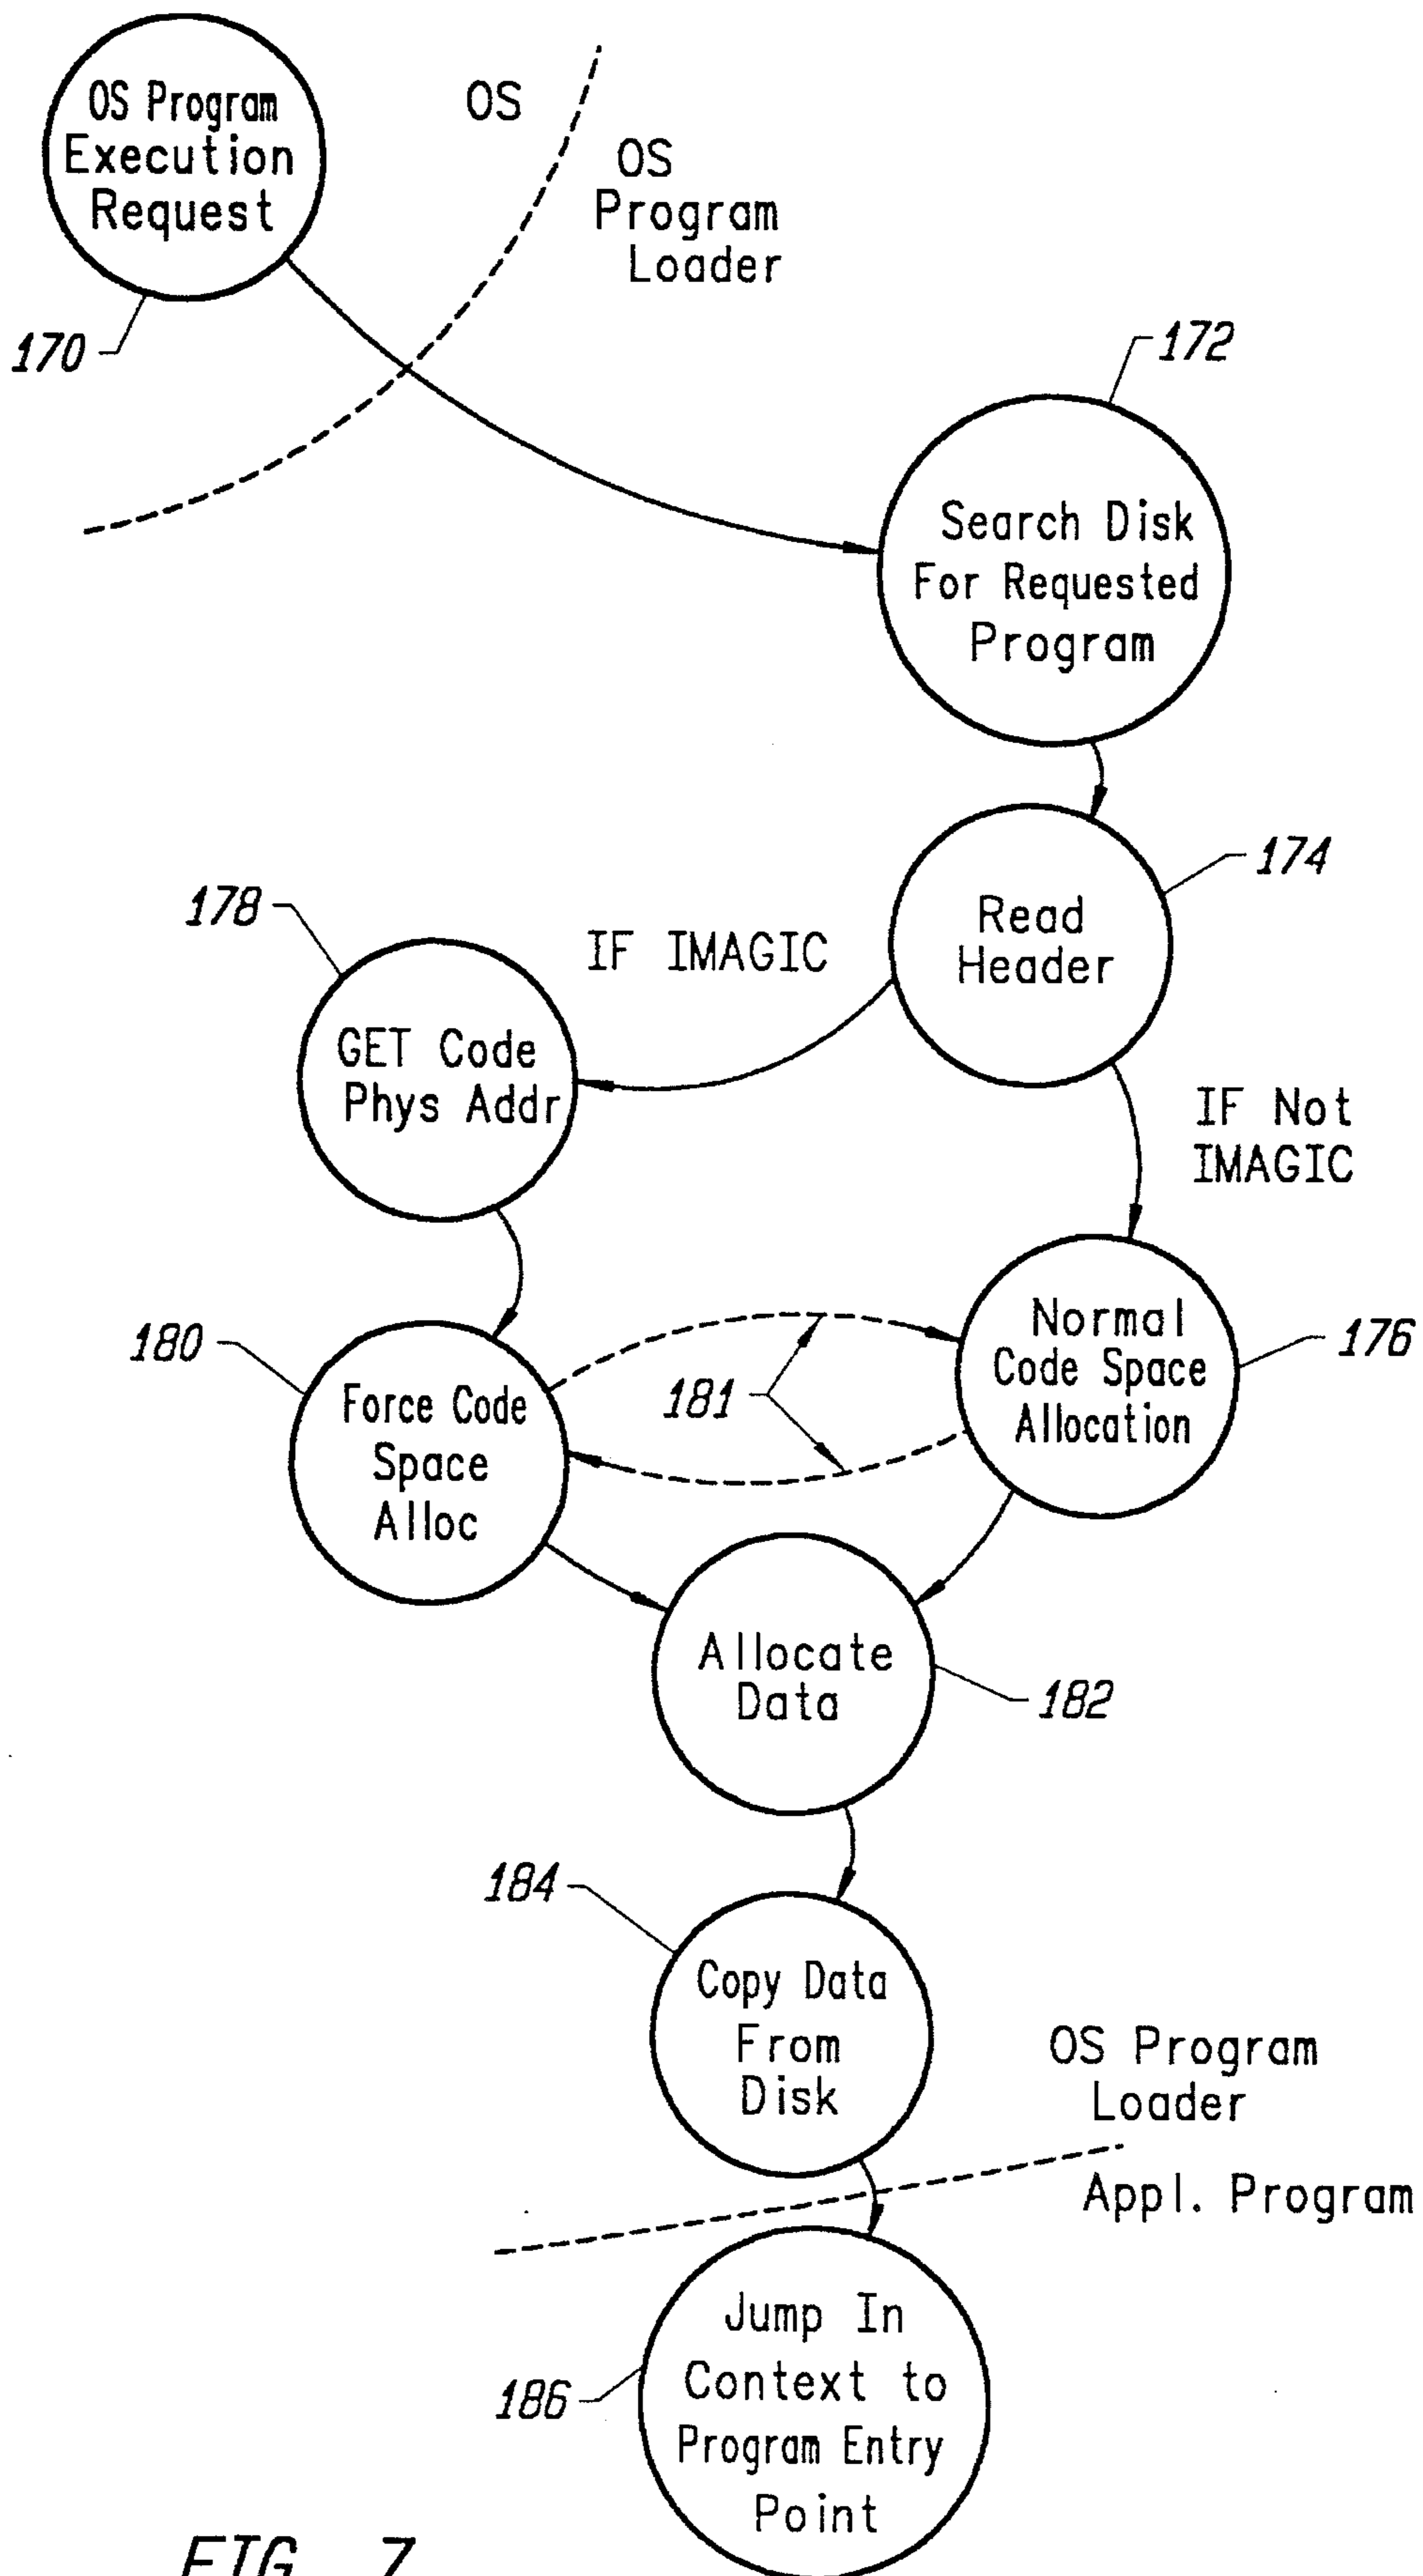 OS Program
Execution
Request
OS
OS
Program
Loader
170
172
Search Disk
For Requested
Program
174
Read
Header
178
IF IMAGIC
GET Code
Phys Addr
IF Not
IMAGIC
180
Force Code
Space
Alloc
181
Normal
Code Space
Allocation
176
Allocate
Data
182
184
Copy Data
From
Disk
OS Program
Loader
Appl. Program
186
Jump In
Context to
Program Entry
Point
FIG. 7